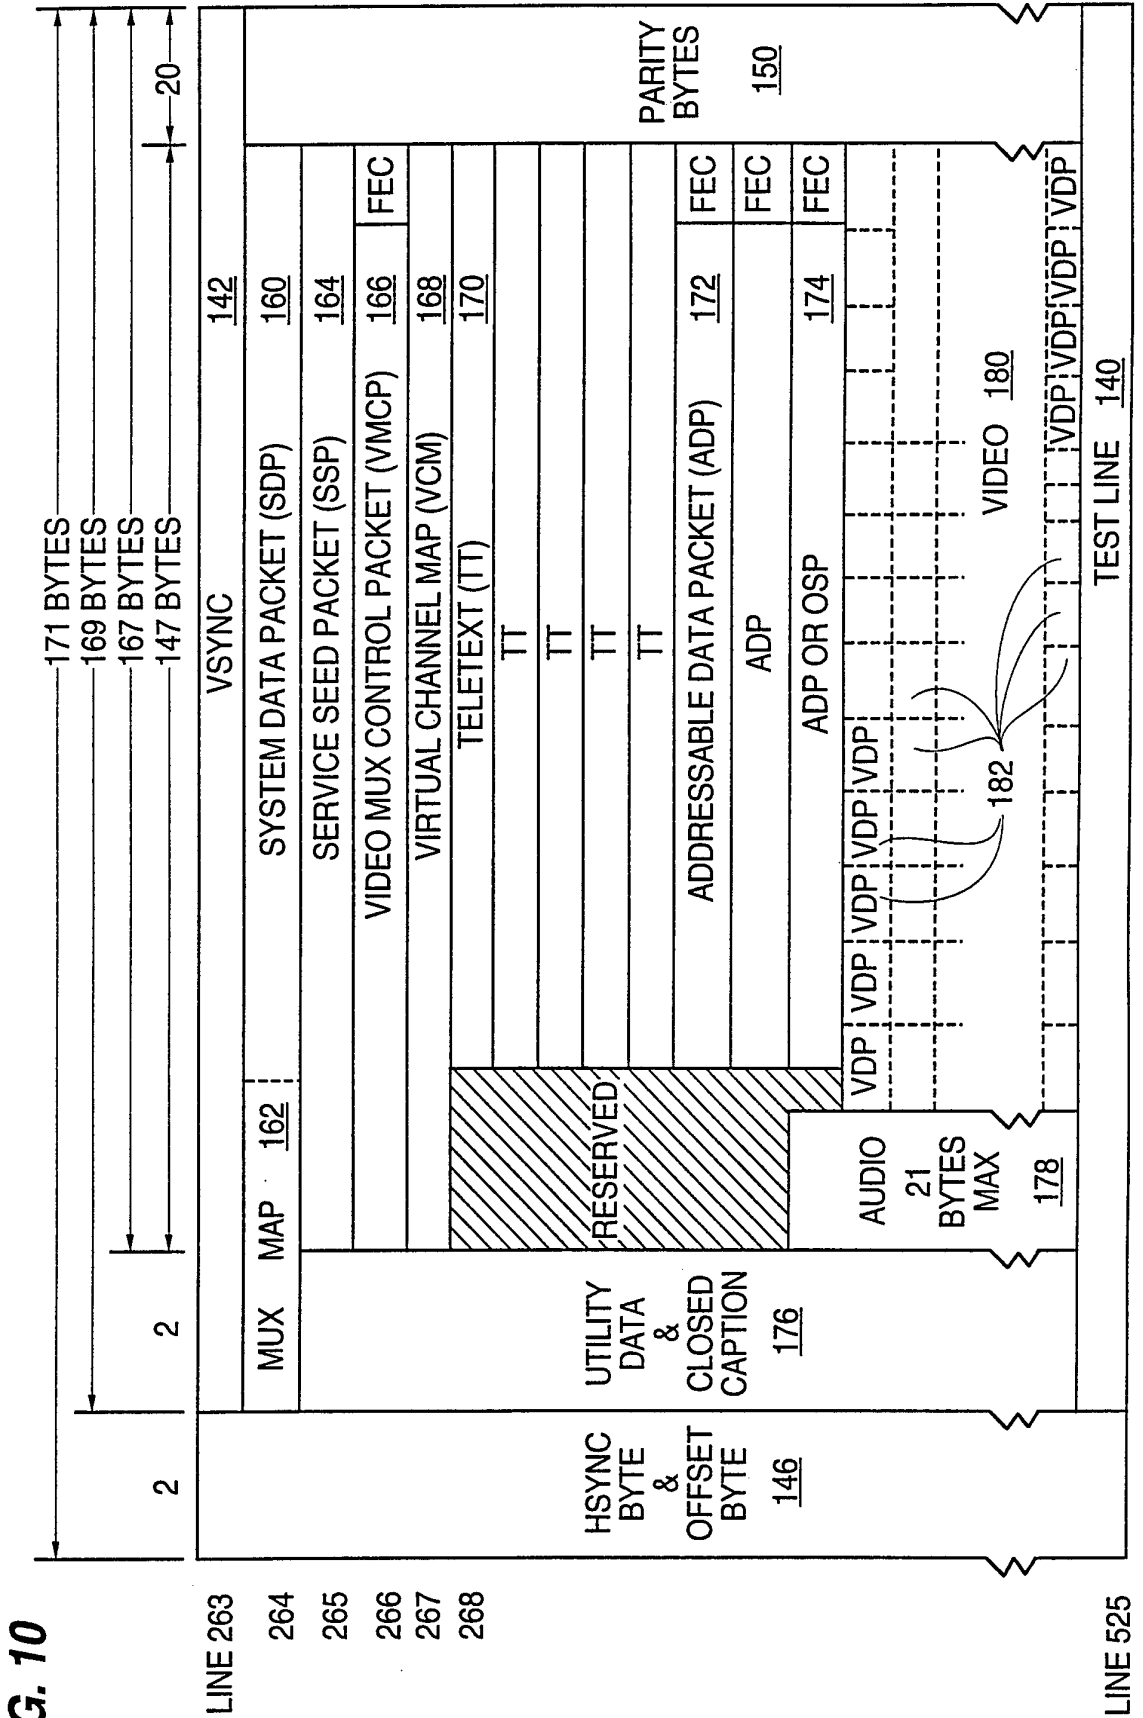 G. 10
171 BYTES
169 BYTES
167 BYTES
147 BYTES
2
2
20
LINE 263
VSYNC 142
264
MUX MAP 162
SYSTEM DATA PACKET (SDP) 160
265
SERVICE SEED PACKET (SSP) 164
266
VIDEO MUX CONTROL PACKET (VMCP) 166
FEC
267
VIRTUAL CHANNEL MAP (VCM) 168
268
TELETEXT (TT) 170
TT
TT
TT
TT
ADDRESSABLE DATA PACKET (ADP) 172
FEC
ADP
FEC
ADP OR OSP 174
FEC
HSYNC
BYTE
&
OFFSET
BYTE
146
UTILITY
DATA
&
CLOSED
CAPTION
176
RESERVED
AUDIO
21
BYTES
MAX
178
VDP VDP VDP VDP VDP
182
VIDEO 180
VDP VDP VDP VDP
PARITY
BYTES
150
LINE 525
TEST LINE 140